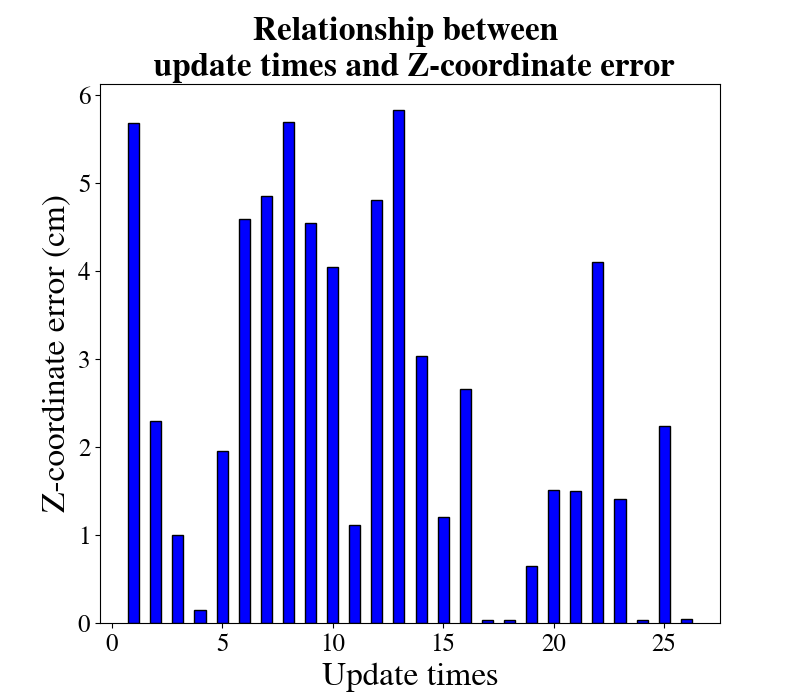 Relationship between
update times and Z-coordinate error
6
5
4
3
2
1
0
Z-coordinate error (cm)
0 5 10 15 20 25
Update times